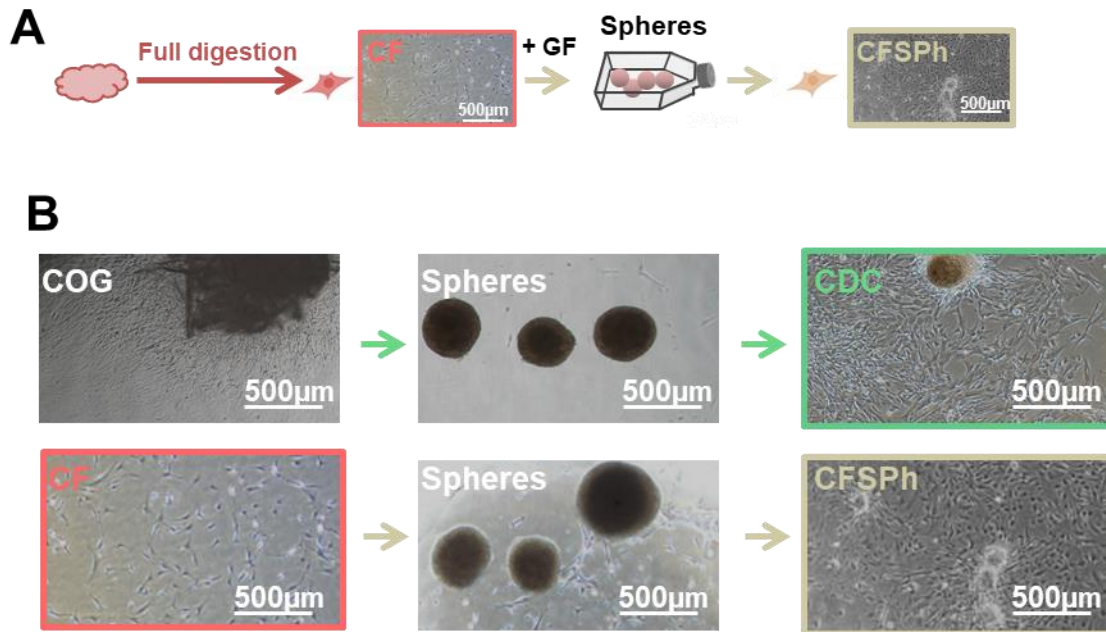 A
Full digestion
CF
500µm
+ GF
Spheres
CFSPh
500µm
B
COG
500µm
Spheres
500µm
CDC
500µm
CF
500µm
Spheres
500µm
CFSPh
500µm